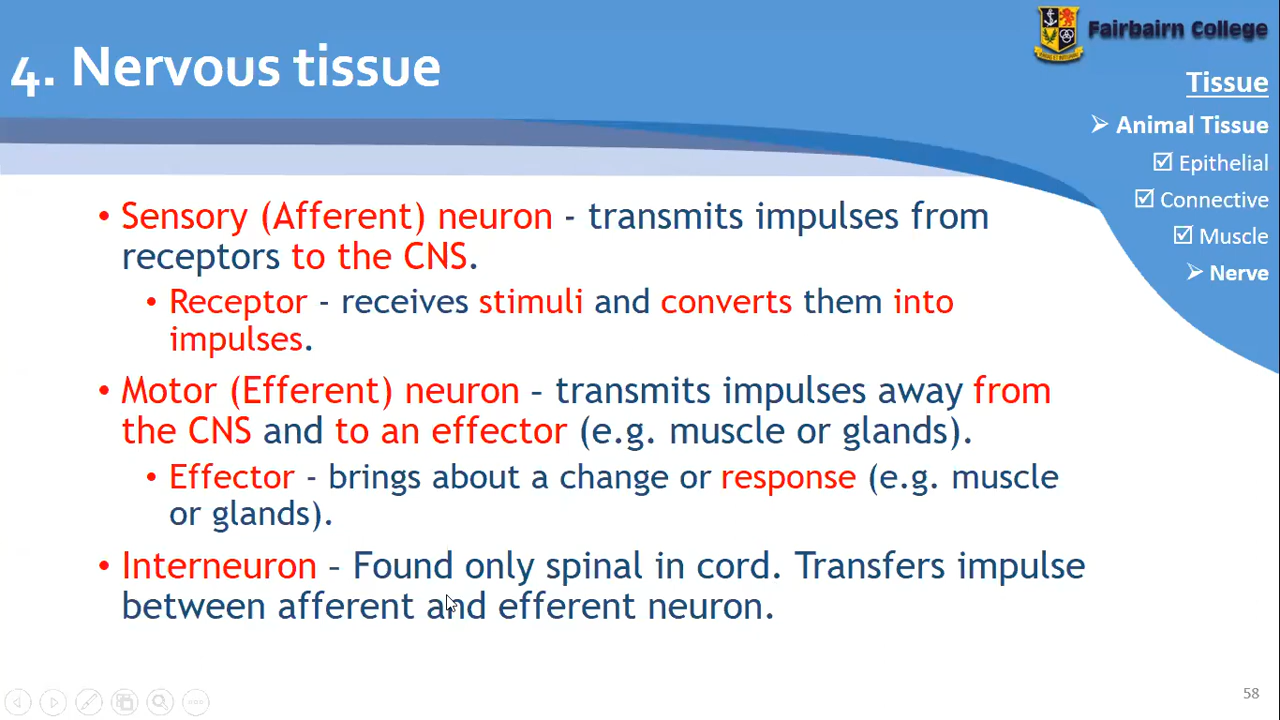 4. Nervous tissue
Fairbairn College
Tissue
➢ Animal Tissue
☑ Epithelial
☑ Connective
☑ Muscle
➢ Nerve
• Sensory (Afferent) neuron - transmits impulses from
receptors to the CNS.
• Receptor - receives stimuli and converts them into
impulses.
• Motor (Efferent) neuron – transmits impulses away from
the CNS and to an effector (e.g. muscle or glands).
• Effector - brings about a change or response (e.g. muscle
or glands).
• Interneuron – Found only spinal in cord. Transfers impulse
between afferent and efferent neuron.
58